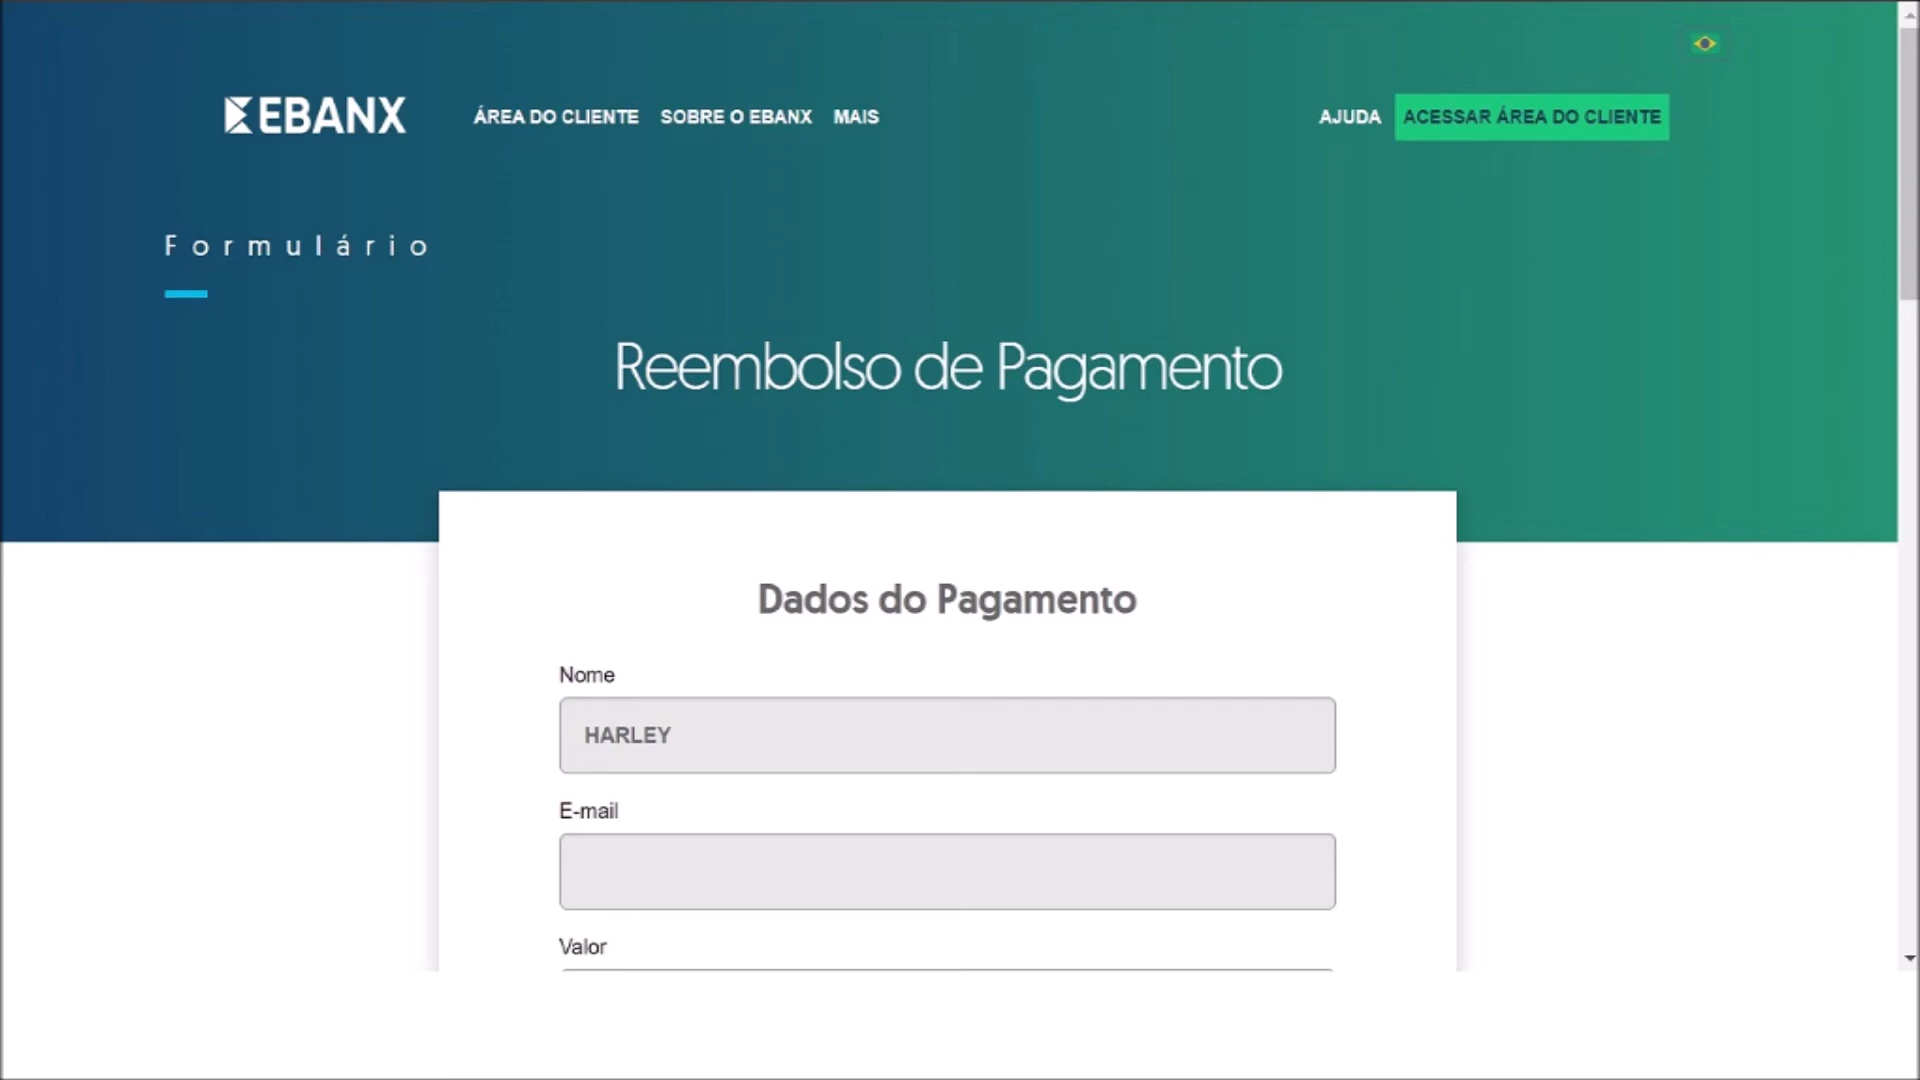 EBANX
ÁREA DO CLIENTE SOBRE O EBANX MAIS
AJUDA ACESSAR ÁREA DO CLIENTE
Formulário
Reembolso de Pagamento
Dados do Pagamento
Nome
HARLEY
E-mail
Valor